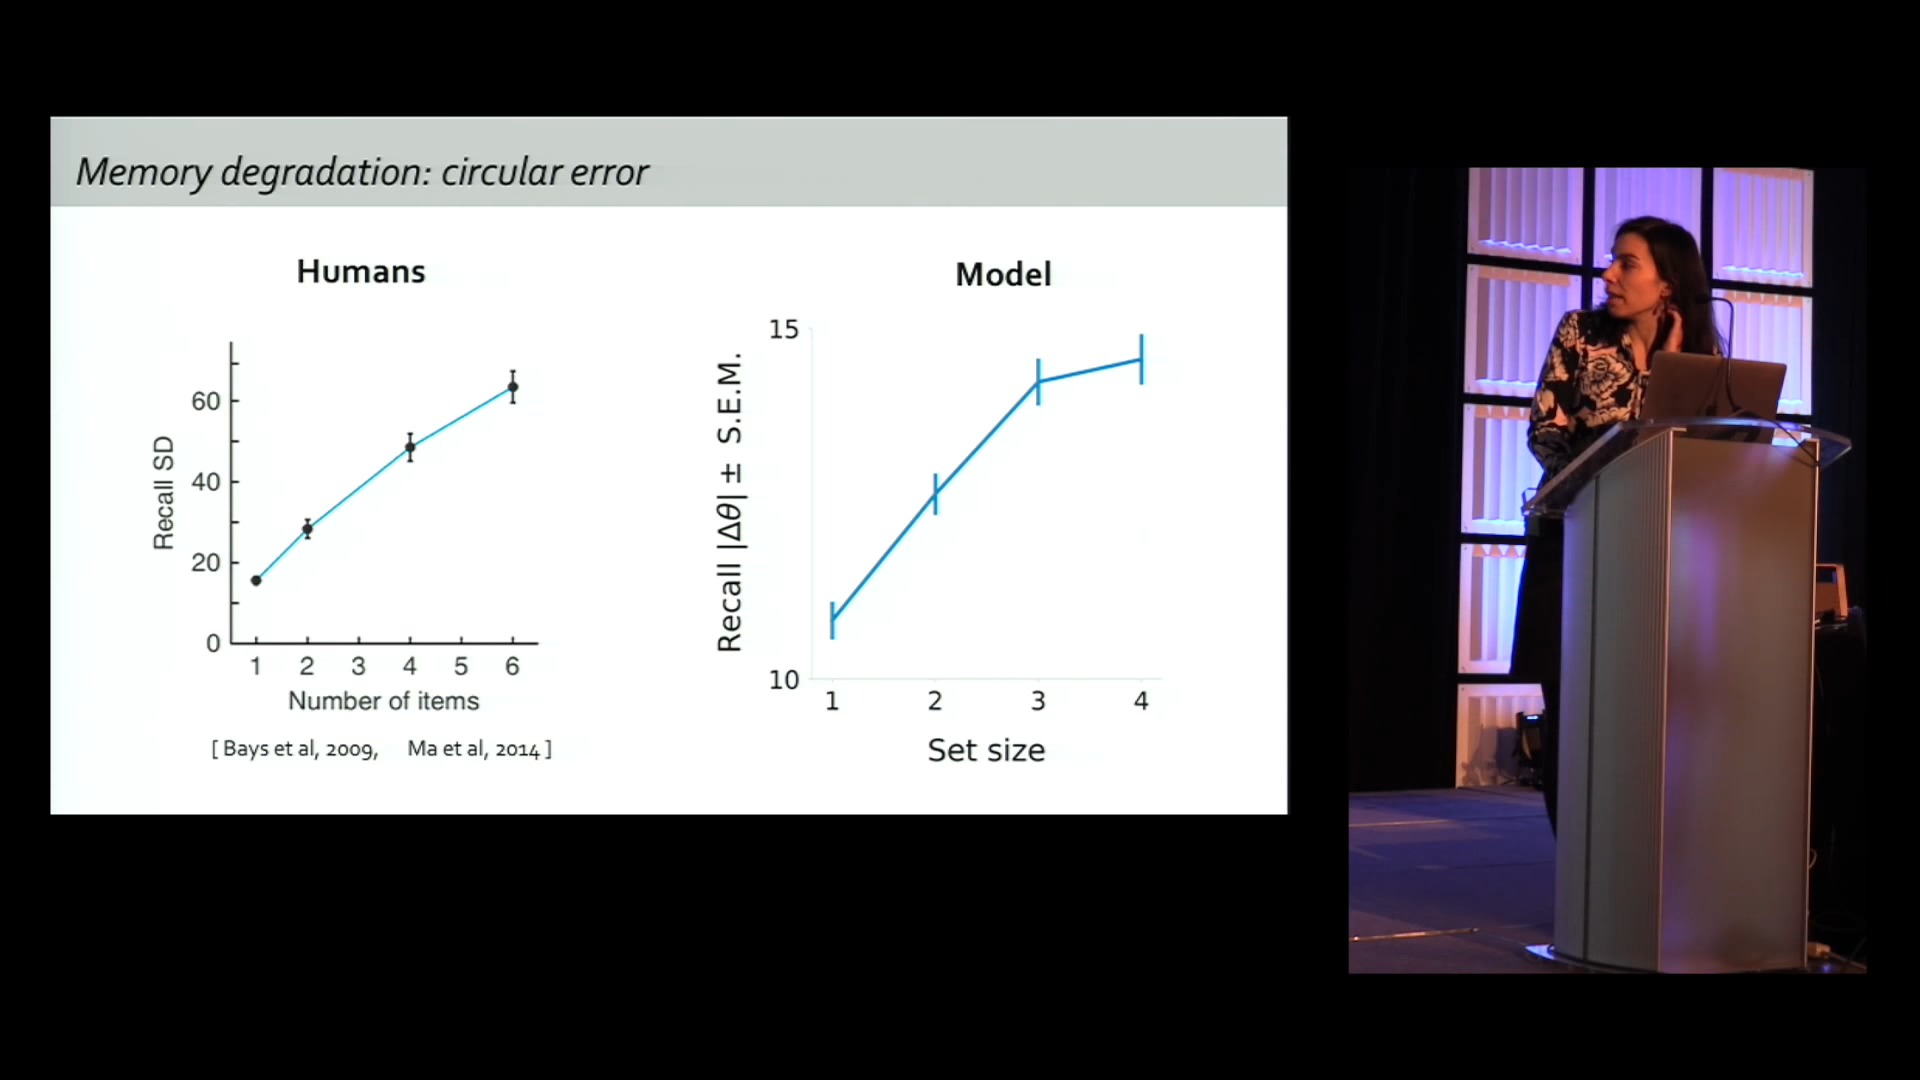 Memory degradation: circular error
Humans
Recall SD
60
40
20
0
1 2 3 4 5 6
Number of items
[ Bays et al, 2009, Ma et al, 2014 ]
Model
Recall |Δθ| ± S.E.M.
15
10
1 2 3 4
Set size